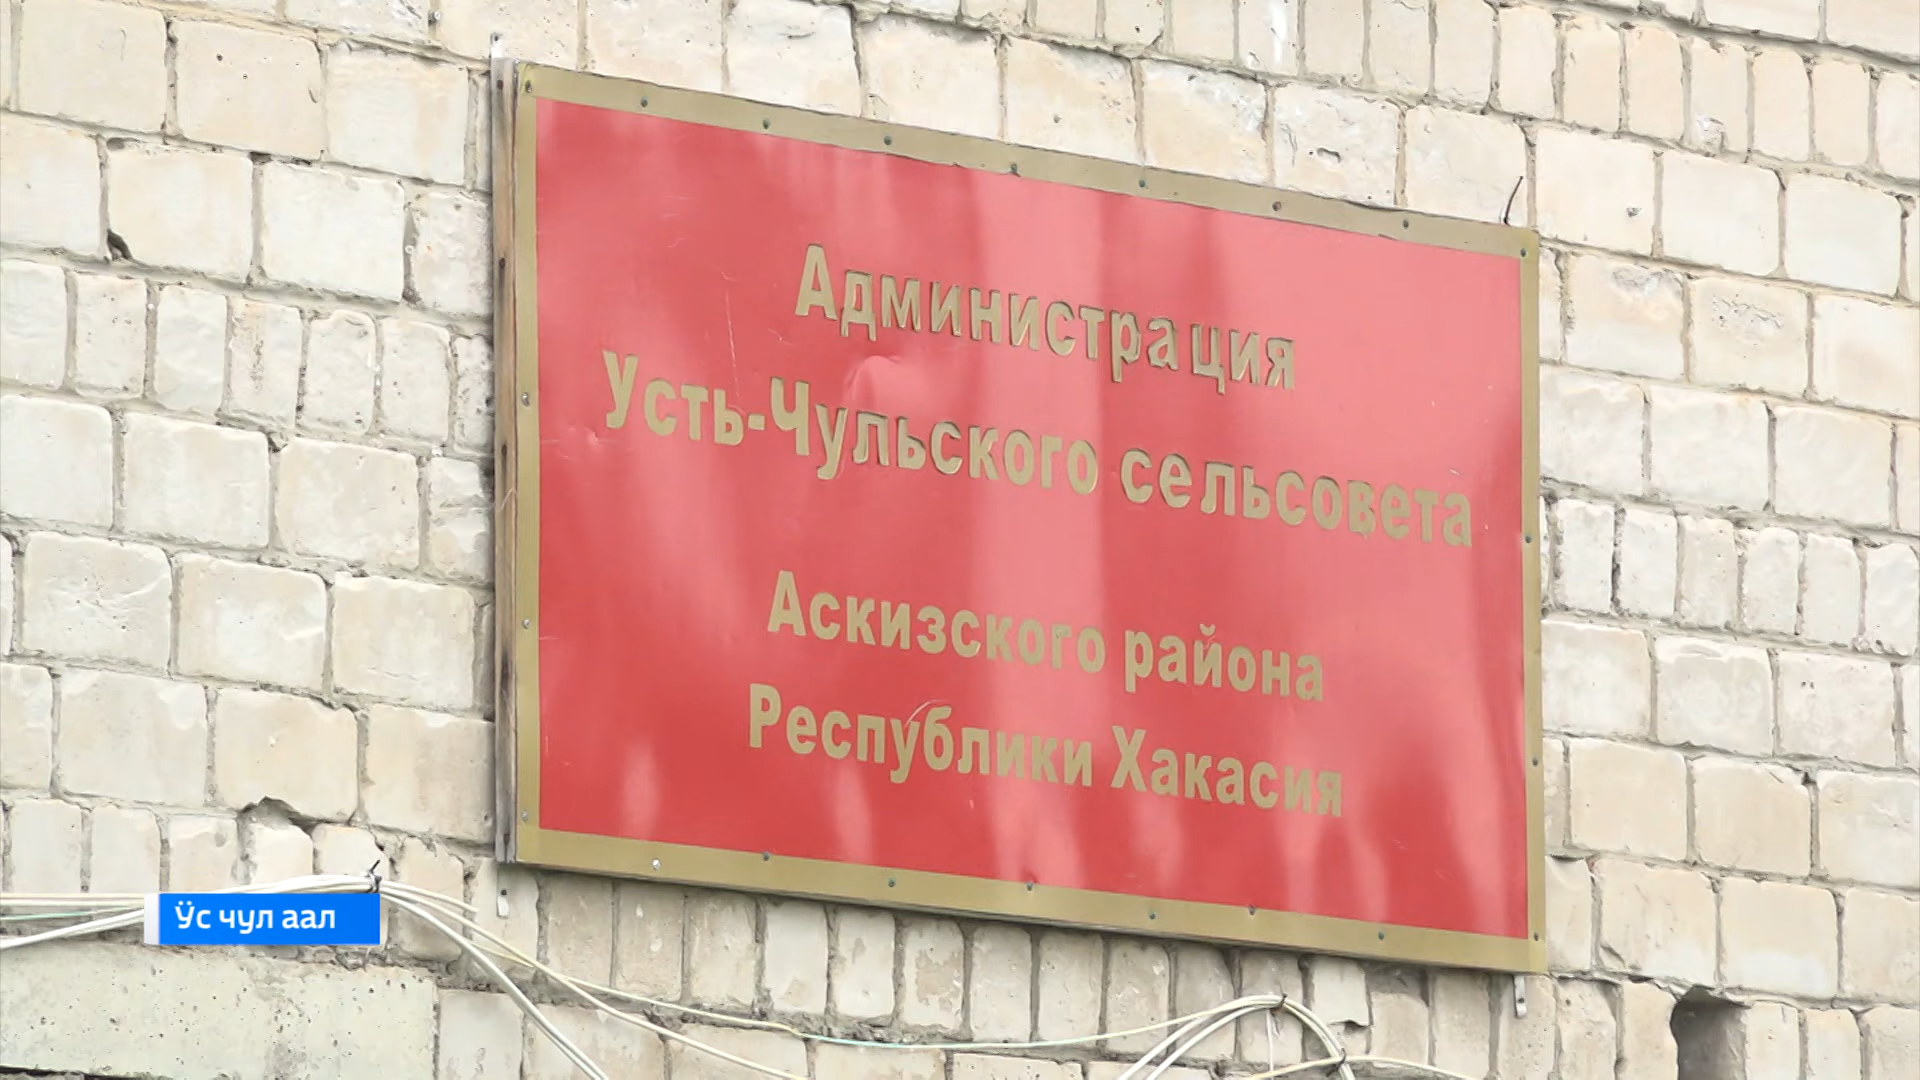 Администрация
Усть-Чульского сельсовета
Аскизского района
Республики Хакасия
Ӱс чул аал